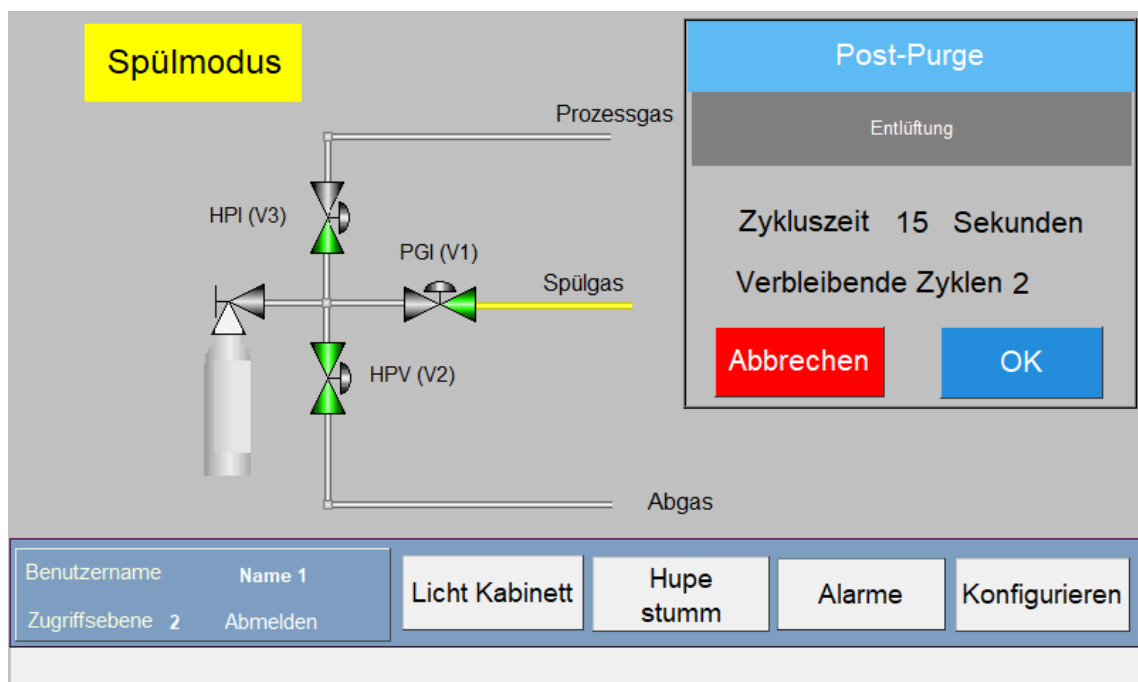 Spülmodus
Post-Purge
Entlüftung
Prozessgas
HPI (V3)
Zykluszeit 15 Sekunden
PGI (V1)
Spülgas
Verbleibende Zyklen 2
Abbrechen
OK
HPV (V2)
Abgas
Benutzername Name 1
Zugriffsebene 2 Abmelden
Licht Kabinett
Hupe
stumm
Alarme
Konfigurieren